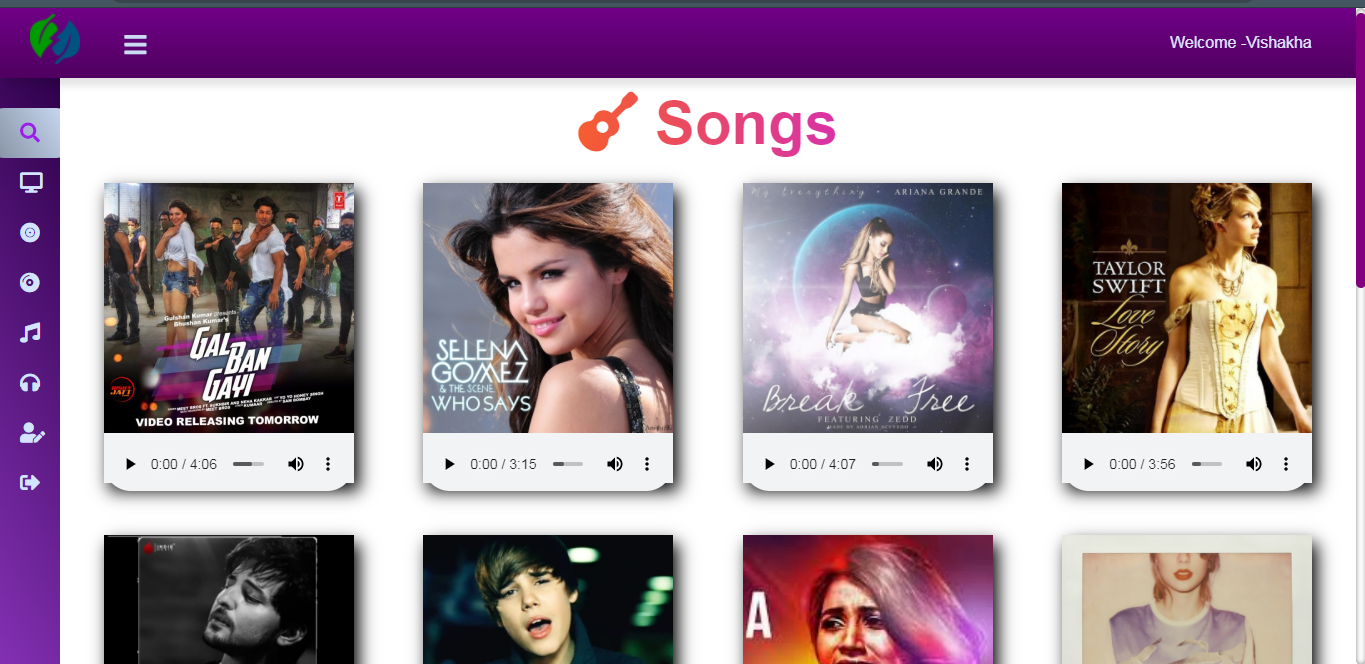 Welcome -Vishakha
Songs
T
Gulshan Kumar presents
Bhushan Kumar's
GAL
BAN
GAYI
VIDEO RELEASING TOMORROW
SELENA
GOMEZ
& THE SCENE
WHO SAYS
My Everything • ARIANA GRANDE
Break Free
FEATURING ZEDD
TAYLOR
SWIFT
Love
Story
0:00 / 4:06
0:00 / 3:15
0:00 / 4:07
0:00 / 3:56
A